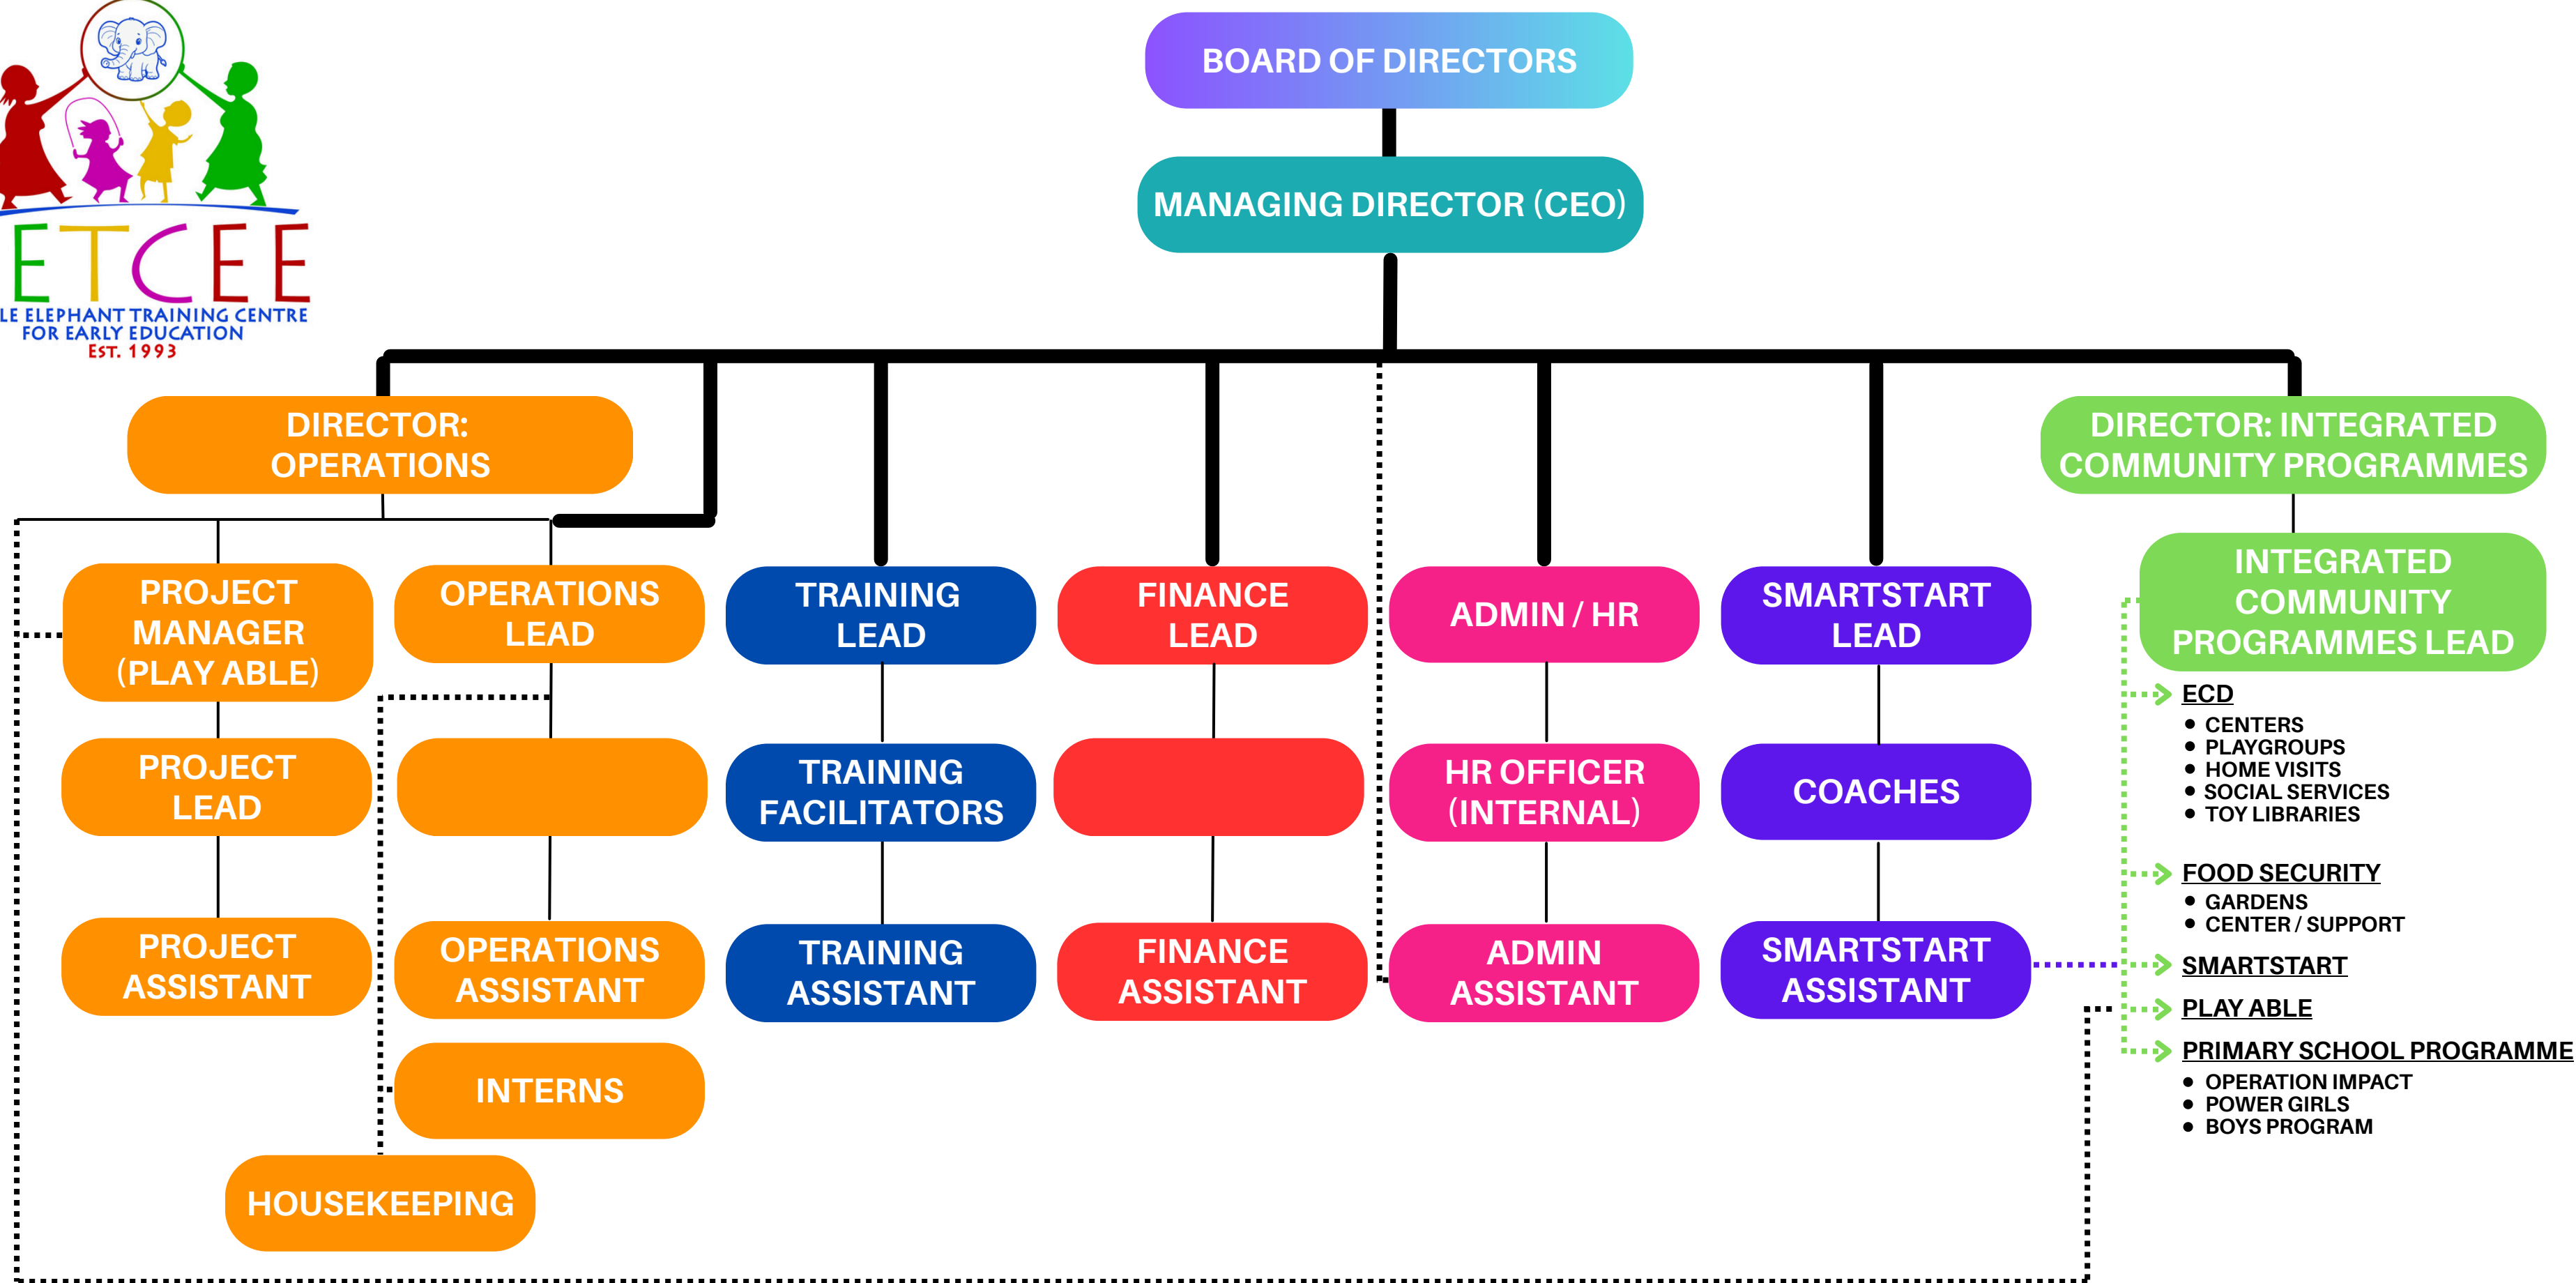 BOARD OF DIRECTORS
MANAGING DIRECTOR (CEO)
ETCEE
LE ELEPHANT TRAINING CENTRE
FOR EARLY EDUCATION
EST. 1993
DIRECTOR:
OPERATIONS
DIRECTOR: INTEGRATED
COMMUNITY PROGRAMMES
PROJECT
MANAGER
(PLAY ABLE)
OPERATIONS
LEAD
TRAINING
LEAD
FINANCE
LEAD
ADMIN / HR
SMARTSTART
LEAD
INTEGRATED
COMMUNITY
PROGRAMMES LEAD
PROJECT
LEAD
TRAINING
FACILITATORS
HR OFFICER
(INTERNAL)
COACHES
PROJECT
ASSISTANT
OPERATIONS
ASSISTANT
TRAINING
ASSISTANT
FINANCE
ASSISTANT
ADMIN
ASSISTANT
SMARTSTART
ASSISTANT
INTERNS
HOUSEKEEPING
ECD
• CENTERS
• PLAYGROUPS
• HOME VISITS
• SOCIAL SERVICES
• TOY LIBRARIES
FOOD SECURITY
• GARDENS
• CENTER / SUPPORT
SMARTSTART
PLAY ABLE
PRIMARY SCHOOL PROGRAMME
• OPERATION IMPACT
• POWER GIRLS
• BOYS PROGRAM